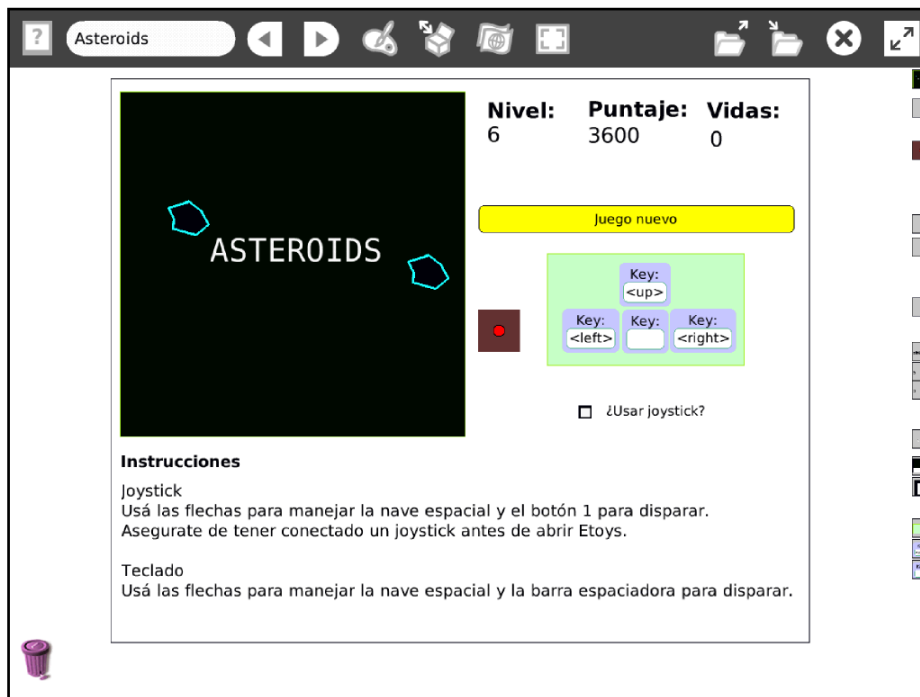 ?
Asteroids
Nivel:
Puntaje:
Vidas:
6
3600
0
Juego nuevo
ASTEROIDS
Key:
<up>
Key:
<left>
Key:
Key:
<right>
¿Usar joystick?
Instrucciones
Joystick
Usá las flechas para manejar la nave espacial y el botón 1 para disparar.
Asegurate de tener conectado un joystick antes de abrir Etoys.
Teclado
Usá las flechas para manejar la nave espacial y la barra espaciadora para disparar.